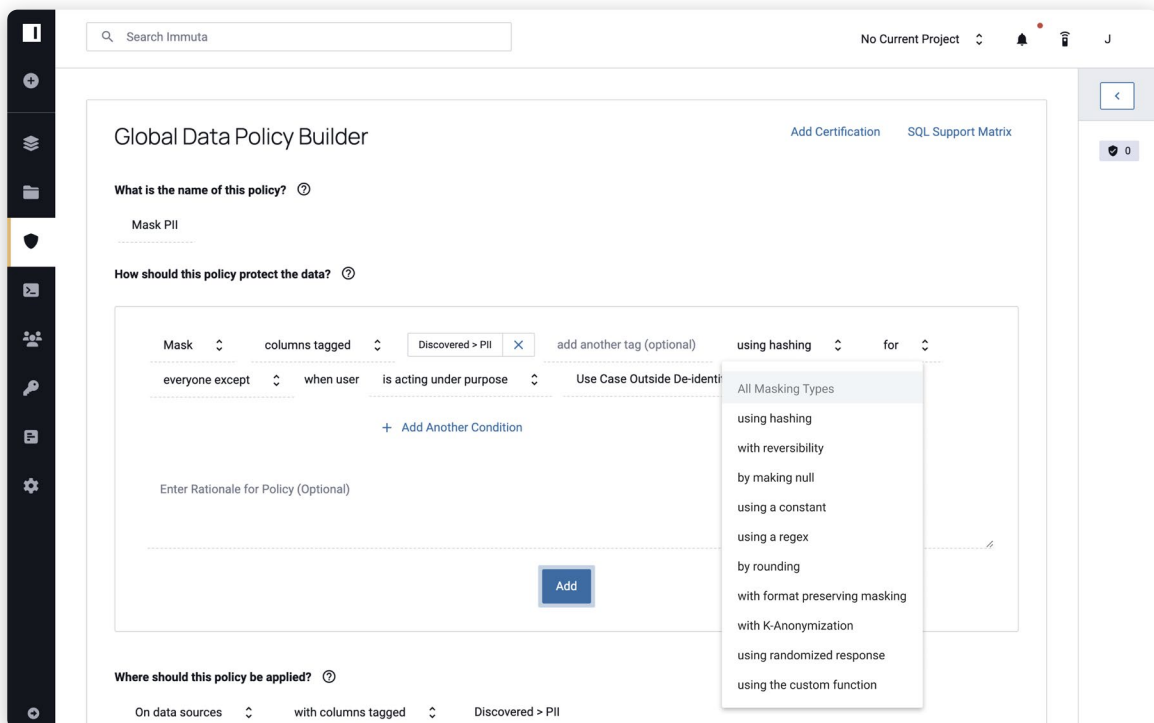 Search Immuta
No Current Project
J
Global Data Policy Builder
Add Certification
SQL Support Matrix
0
What is the name of this policy?
Mask PII
How should this policy protect the data?
Mask columns tagged Discovered > PII add another tag (optional) using hashing for
everyone except when user is acting under purpose Use Case Outside De-identi
All Masking Types
using hashing
with reversibility
by making null
using a constant
using a regex
by rounding
with format preserving masking
with K-Anonymization
using randomized response
using the custom function
+ Add Another Condition
Enter Rationale for Policy (Optional)
Add
Where should this policy be applied?
On data sources with columns tagged Discovered > PII